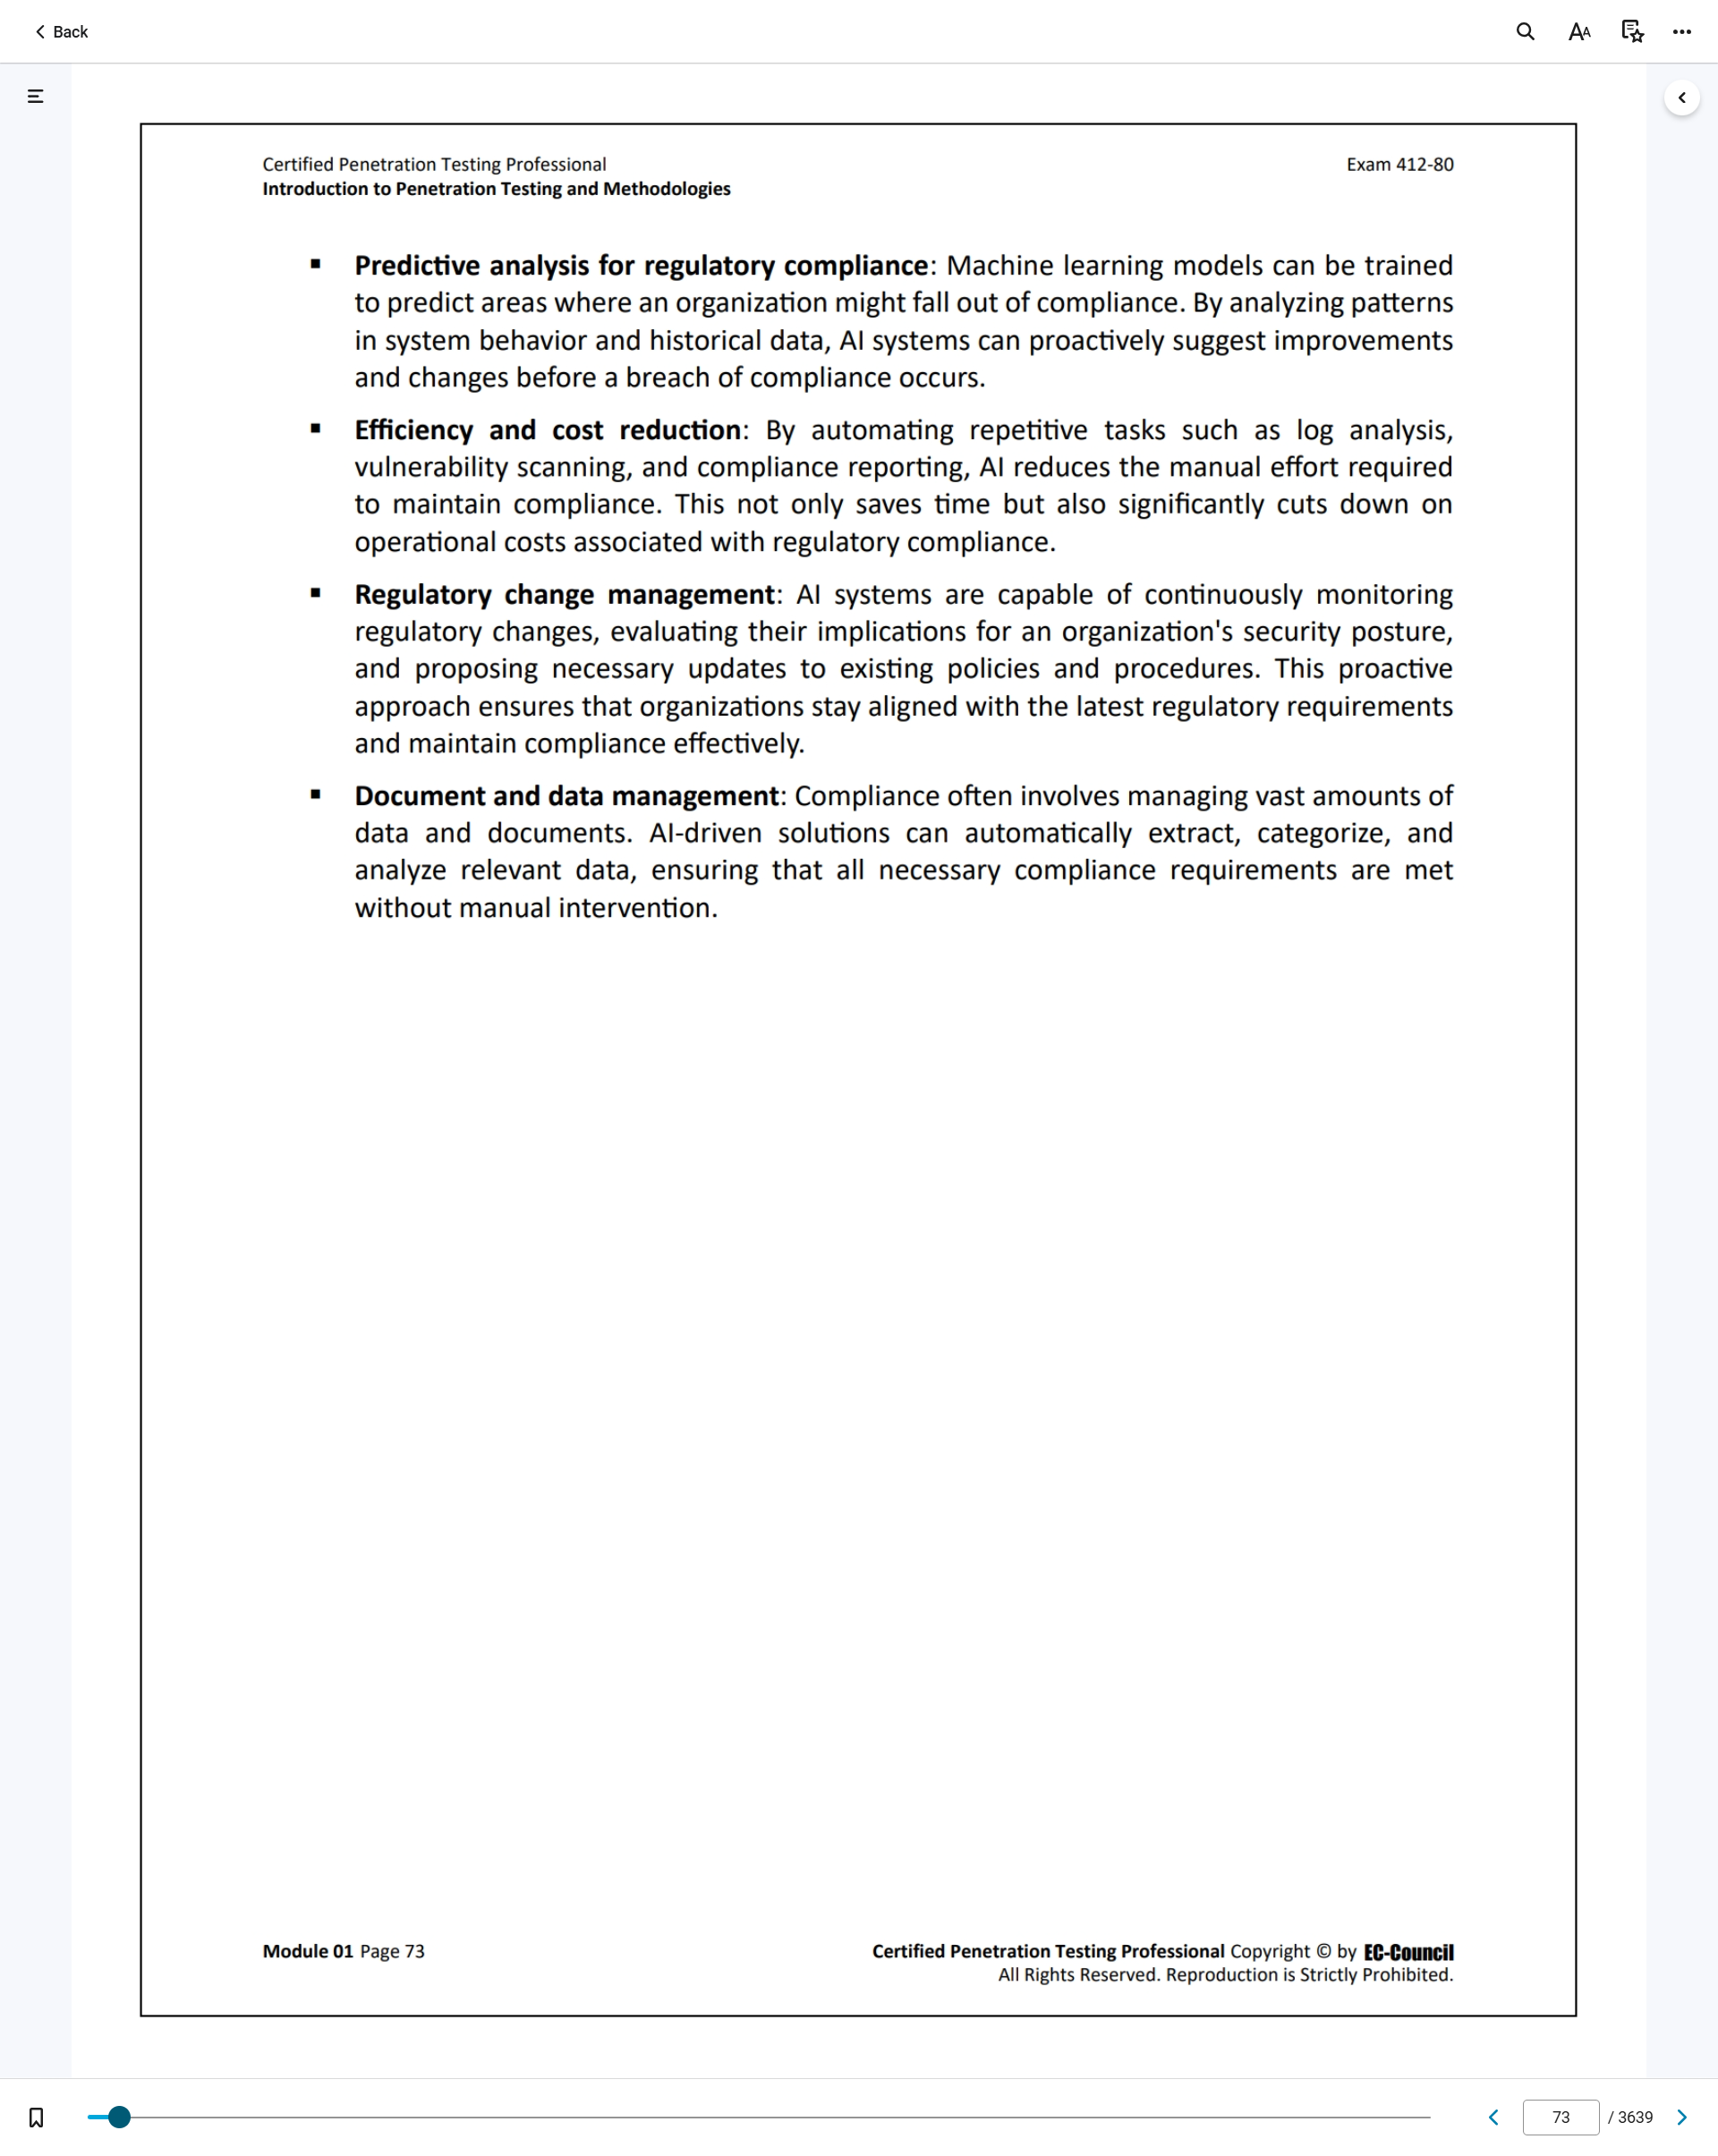 Back
Certified Penetration Testing Professional
Exam 412-80
Introduction to Penetration Testing and Methodologies
▪ Predictive analysis for regulatory compliance: Machine learning models can be trained
to predict areas where an organization might fall out of compliance. By analyzing patterns
in system behavior and historical data, AI systems can proactively suggest improvements
and changes before a breach of compliance occurs.
▪ Efficiency and cost reduction: By automating repetitive tasks such as log analysis,
vulnerability scanning, and compliance reporting, AI reduces the manual effort required
to maintain compliance. This not only saves time but also significantly cuts down on
operational costs associated with regulatory compliance.
▪ Regulatory change management: AI systems are capable of continuously monitoring
regulatory changes, evaluating their implications for an organization's security posture,
and proposing necessary updates to existing policies and procedures. This proactive
approach ensures that organizations stay aligned with the latest regulatory requirements
and maintain compliance effectively.
▪ Document and data management: Compliance often involves managing vast amounts of
data and documents. AI-driven solutions can automatically extract, categorize, and
analyze relevant data, ensuring that all necessary compliance requirements are met
without manual intervention.
Module 01 Page 73
Certified Penetration Testing Professional Copyright © by EC-Council
All Rights Reserved. Reproduction is Strictly Prohibited.
73 / 3639